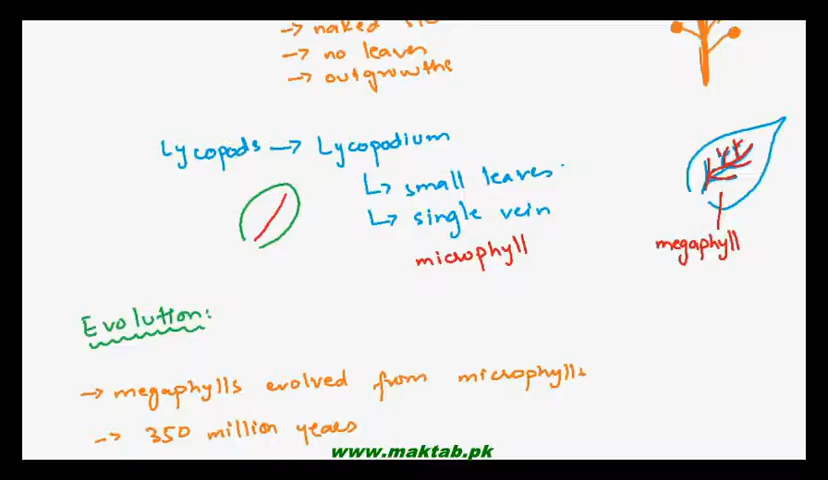 → naked
→ no leaves
→ outgrowths
Lycopods → Lycopodium
↳ small leaves
↳ single vein
microphyll
megaphyll
Evolution:
→ megaphylls evolved from microphylls
→ 350 million years
www.maktab.pk